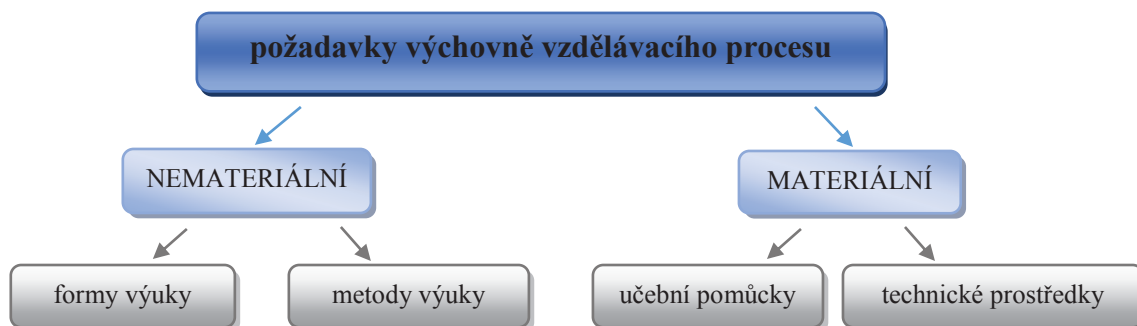 požadavky výchovně vzdělávacího procesu
NEMATERIÁLNÍ
MATERIÁLNÍ
formy výuky
metody výuky
učební pomůcky
technické prostředky